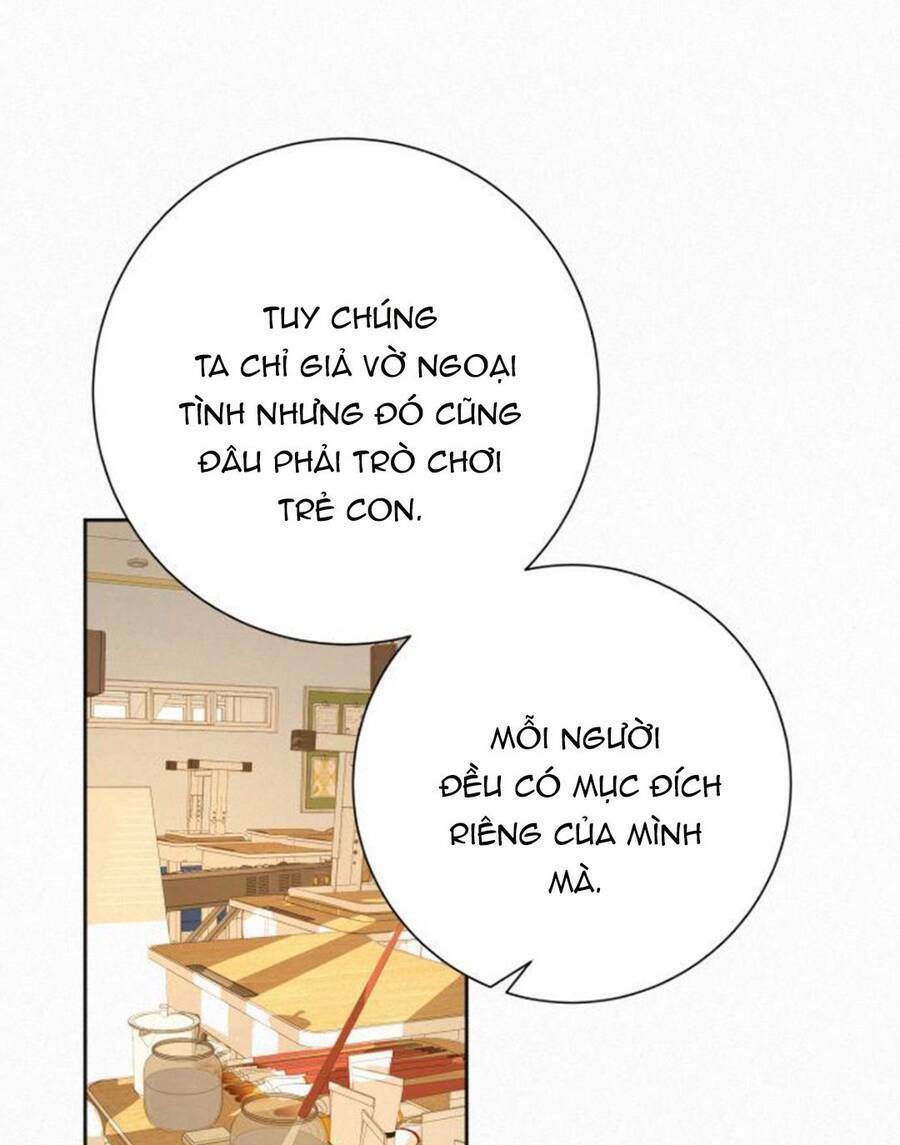 TUY CHÚNG
TA CHỈ GIẢ VỜ NGOẠI
TÌNH NHƯNG ĐÓ CŨNG
ĐÂU PHẢI TRÒ CHƠI
TRẺ CON.
MỖI NGƯỜI
ĐỀU CÓ MỤC ĐÍCH
RIÊNG CỦA MÌNH
MÀ.